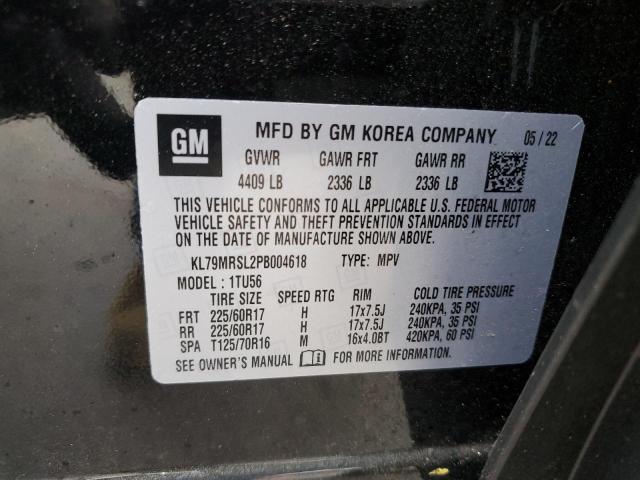 GM MFD BY GM KOREA COMPANY 05/22
GVWR GAWR FRT GAWR RR
4409 LB 2336 LB 2336 LB
THIS VEHICLE CONFORMS TO ALL APPLICABLE U.S. FEDERAL MOTOR
VEHICLE SAFETY AND THEFT PREVENTION STANDARDS IN EFFECT
ON THE DATE OF MANUFACTURE SHOWN ABOVE.
KL79MRSL2PB004618 TYPE: MPV
MODEL: 1TU56
TIRE SIZE SPEED RTG RIM COLD TIRE PRESSURE
FRT 225/60R17 H 17x7.5J 240KPA, 35 PSI
RR 225/60R17 H 17x7.5J 240KPA, 35 PSI
SPA T125/70R16 M 16x4.0BT 420KPA, 60 PSI
SEE OWNER'S MANUAL FOR MORE INFORMATION.